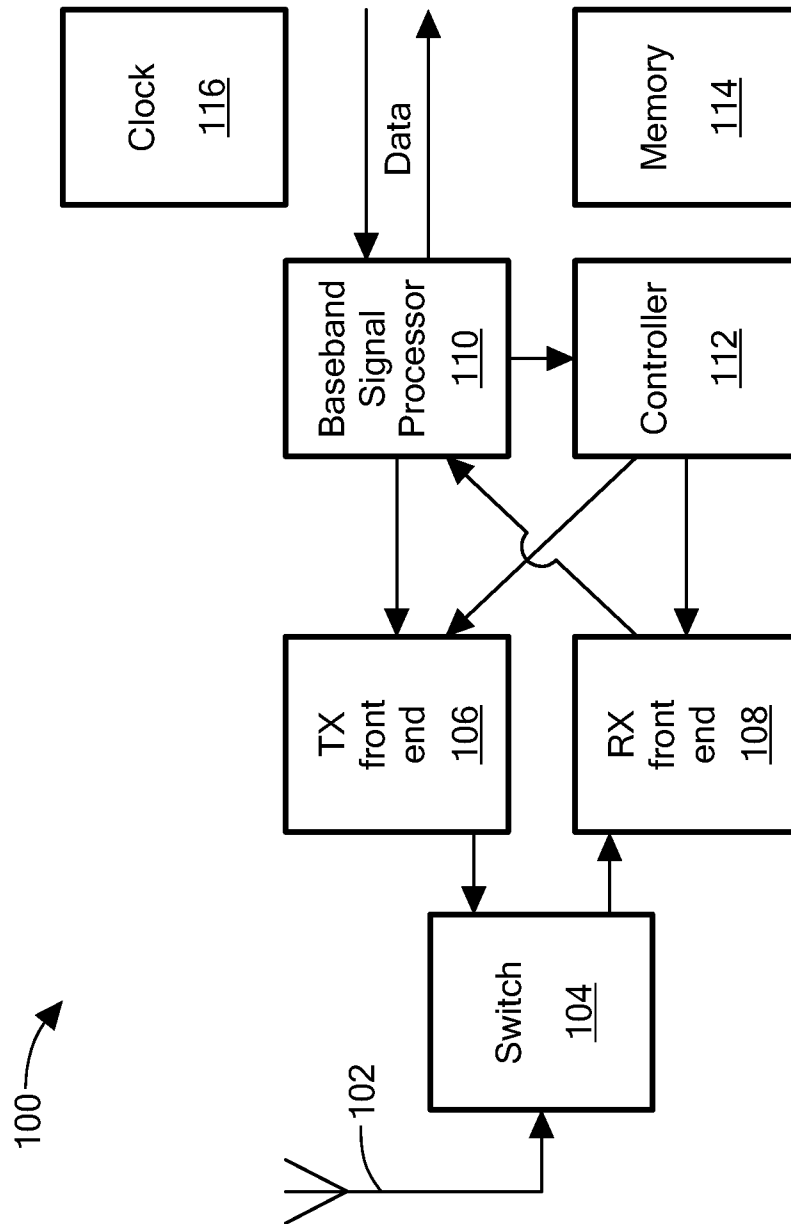 100
102
Switch
104
TX
front
end
106
RX
front
end
108
Baseband
Signal
Processor
110
Controller
112
Data
Clock
116
Memory
114